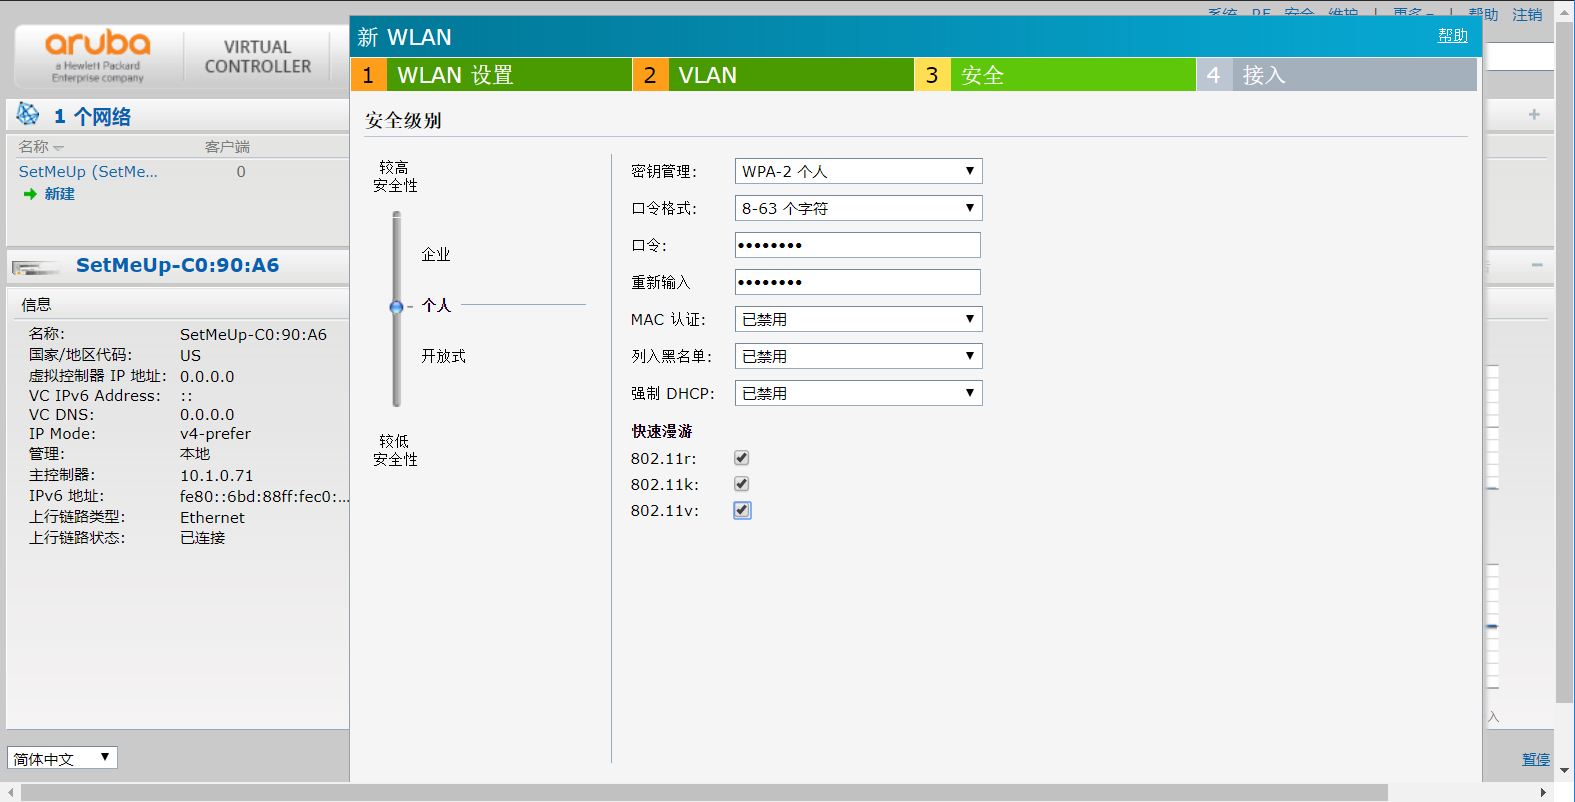 系统 RF 安全 维护 | 更多 | 帮助 注销
aruba
a Hewlett Packard
Enterprise company
VIRTUAL
CONTROLLER
新 WLAN
帮助
1 WLAN 设置
2 VLAN
3 安全
4 接入
1 个网络
名称 客户端
SetMeUp (SetMe... 0
新建
SetMeUp-C0:90:A6
信息
名称: SetMeUp-C0:90:A6
国家/地区代码: US
虚拟控制器 IP 地址: 0.0.0.0
VC IPv6 Address: ::
VC DNS: 0.0.0.0
IP Mode: v4-prefer
管理: 本地
主控制器: 10.1.0.71
IPv6 地址: fe80::6bd:88ff:fec0:...
上行链路类型: Ethernet
上行链路状态: 已连接
简体中文
安全级别
较高
安全性
企业
个人
开放式
较低
安全性
密钥管理: WPA-2 个人
口令格式: 8-63 个字符
口令: ••••••••
重新输入 ••••••••
MAC 认证: 已禁用
列入黑名单: 已禁用
强制 DHCP: 已禁用
快速漫游
802.11r:
802.11k:
802.11v:
入
暂停